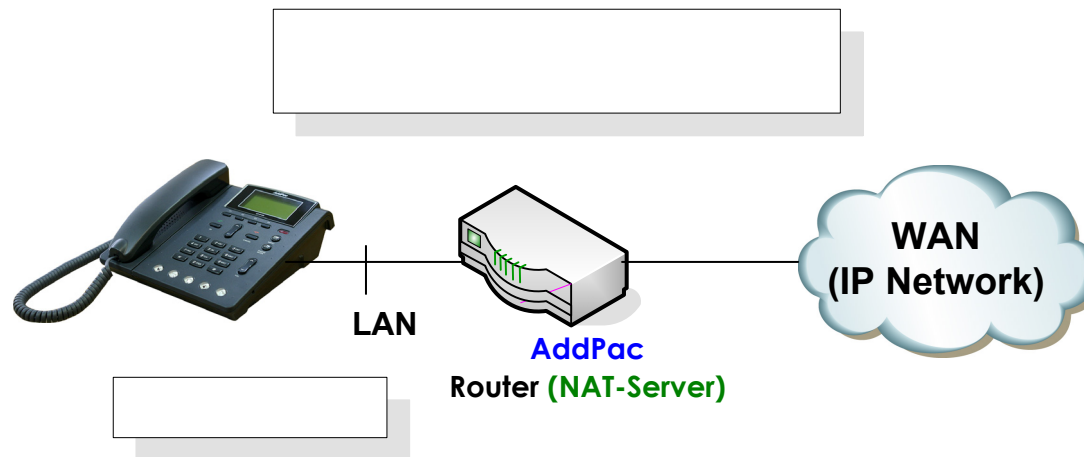 WAN
(IP Network)
LAN
AddPac
Router (NAT-Server)